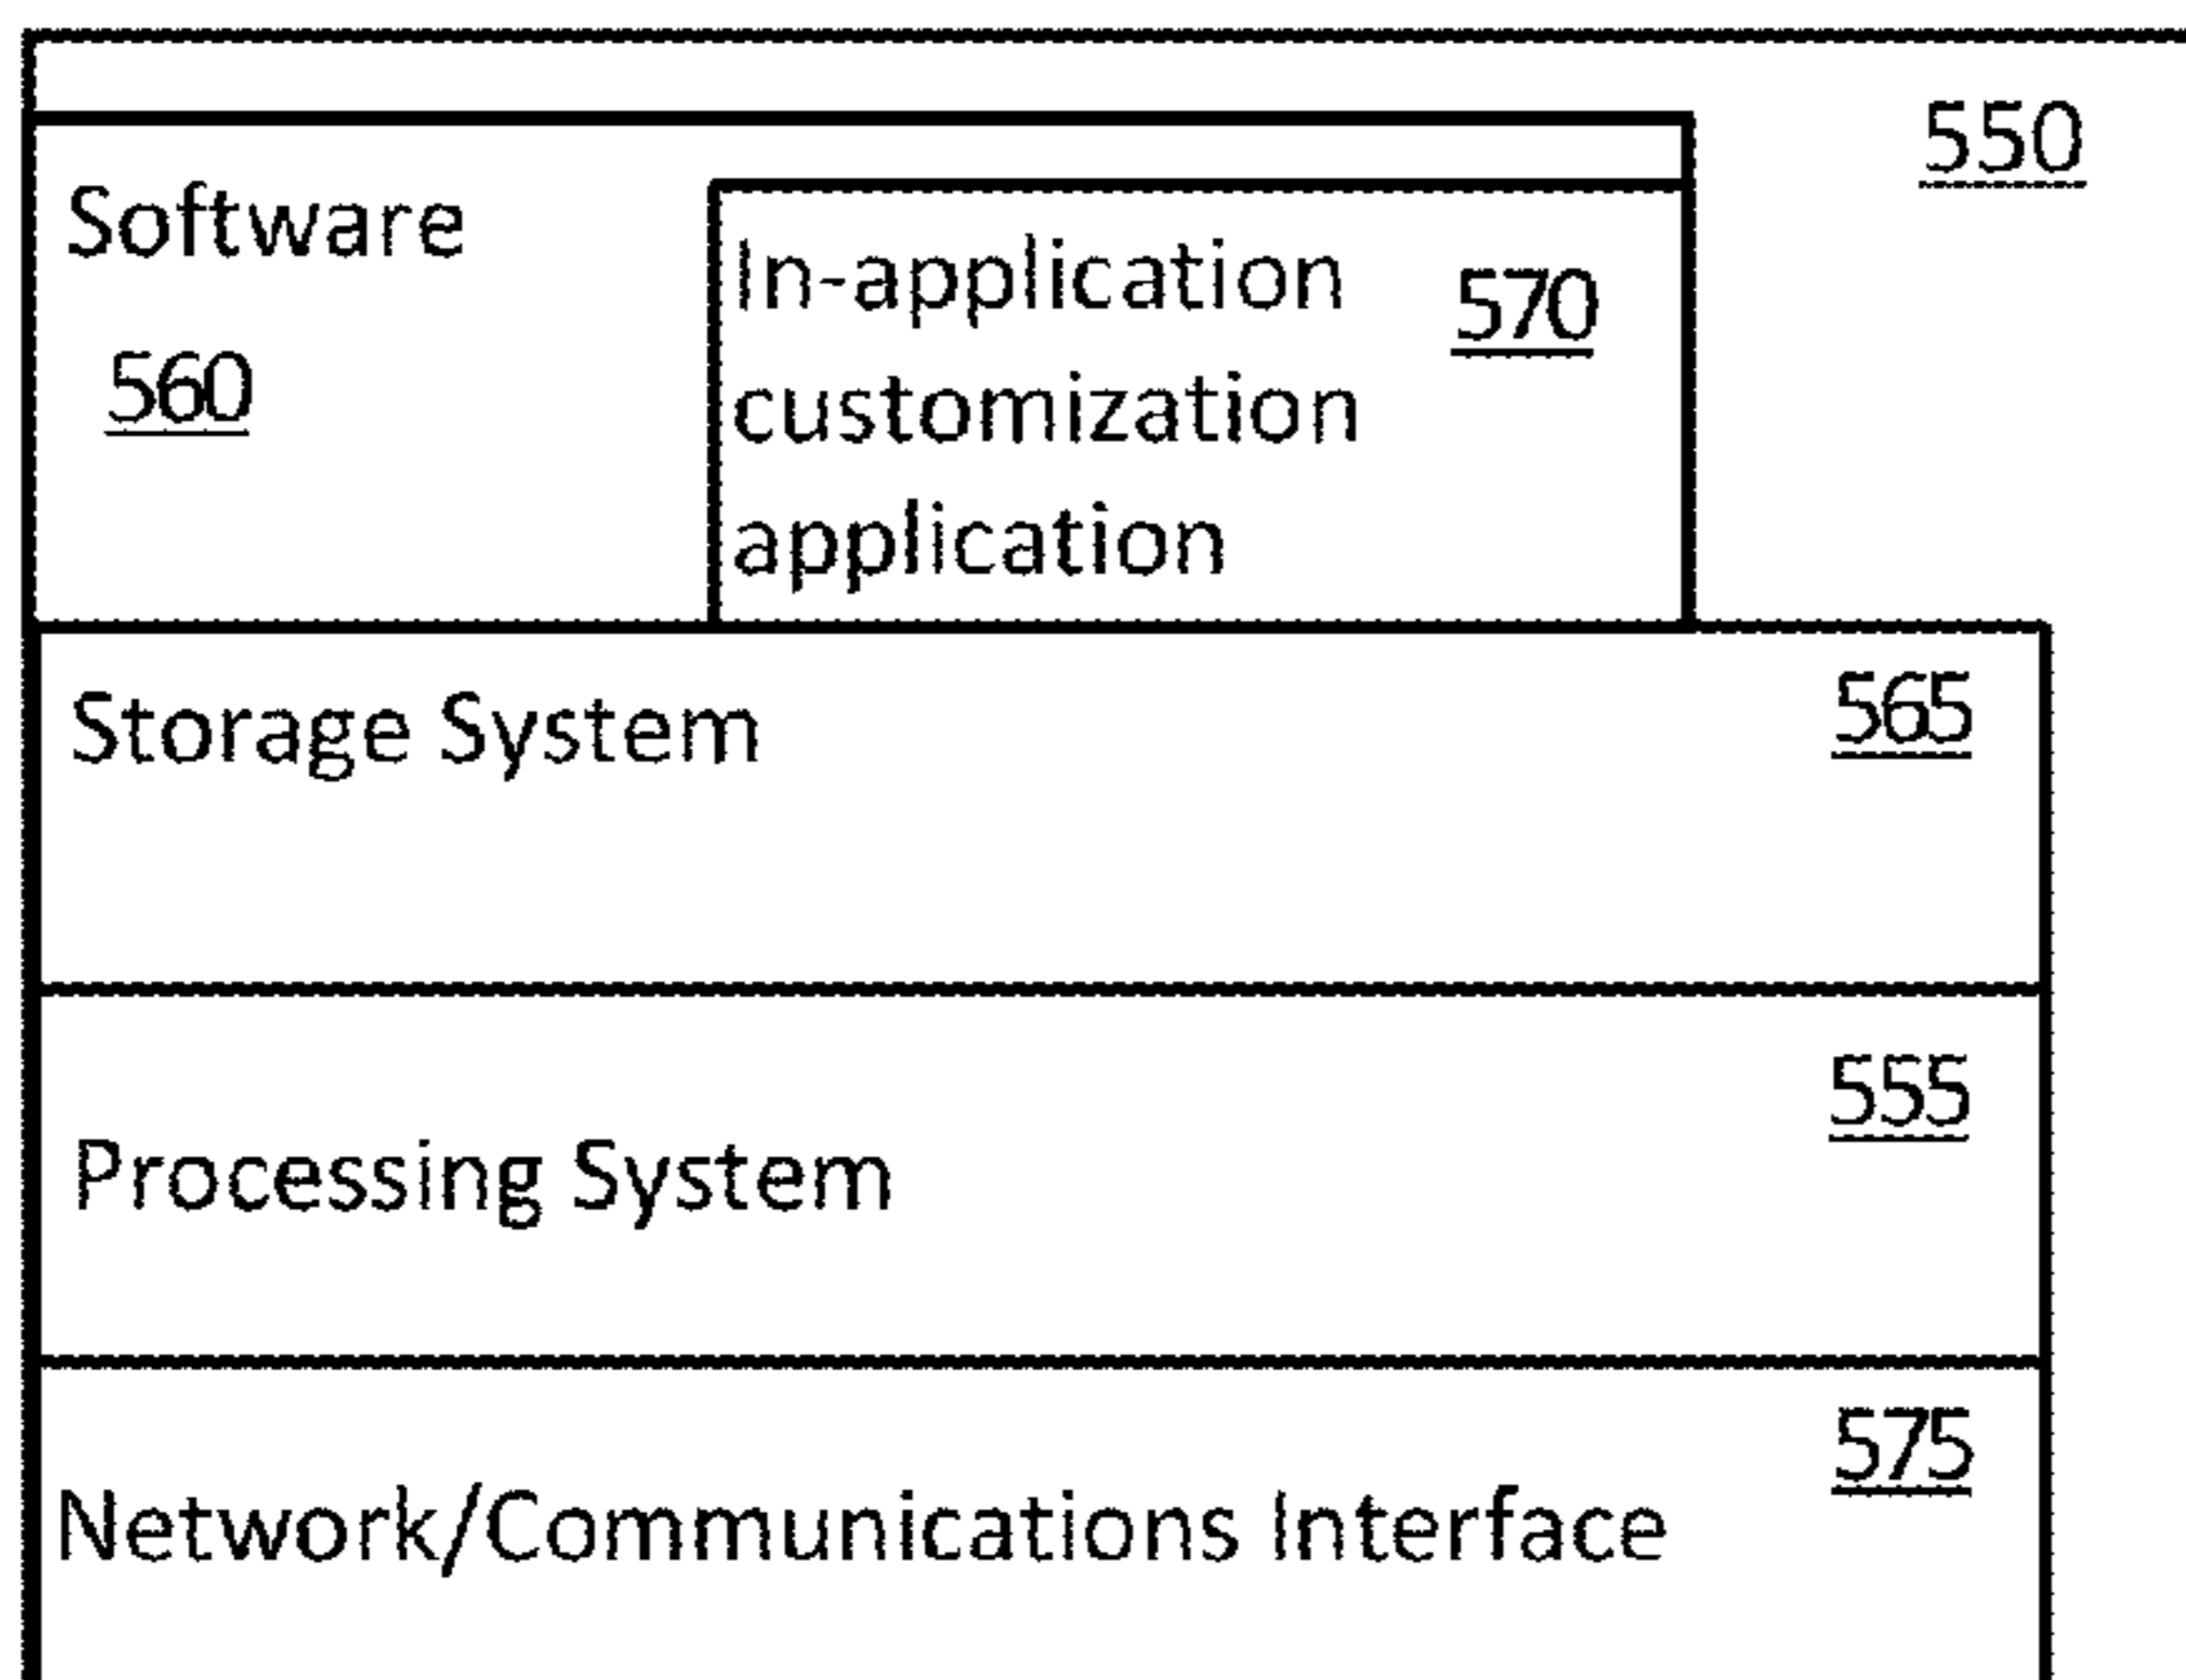 550
Software
560
In-application
570
customization
application
Storage System
565
555
Processing System
575
Network/Communications Interface